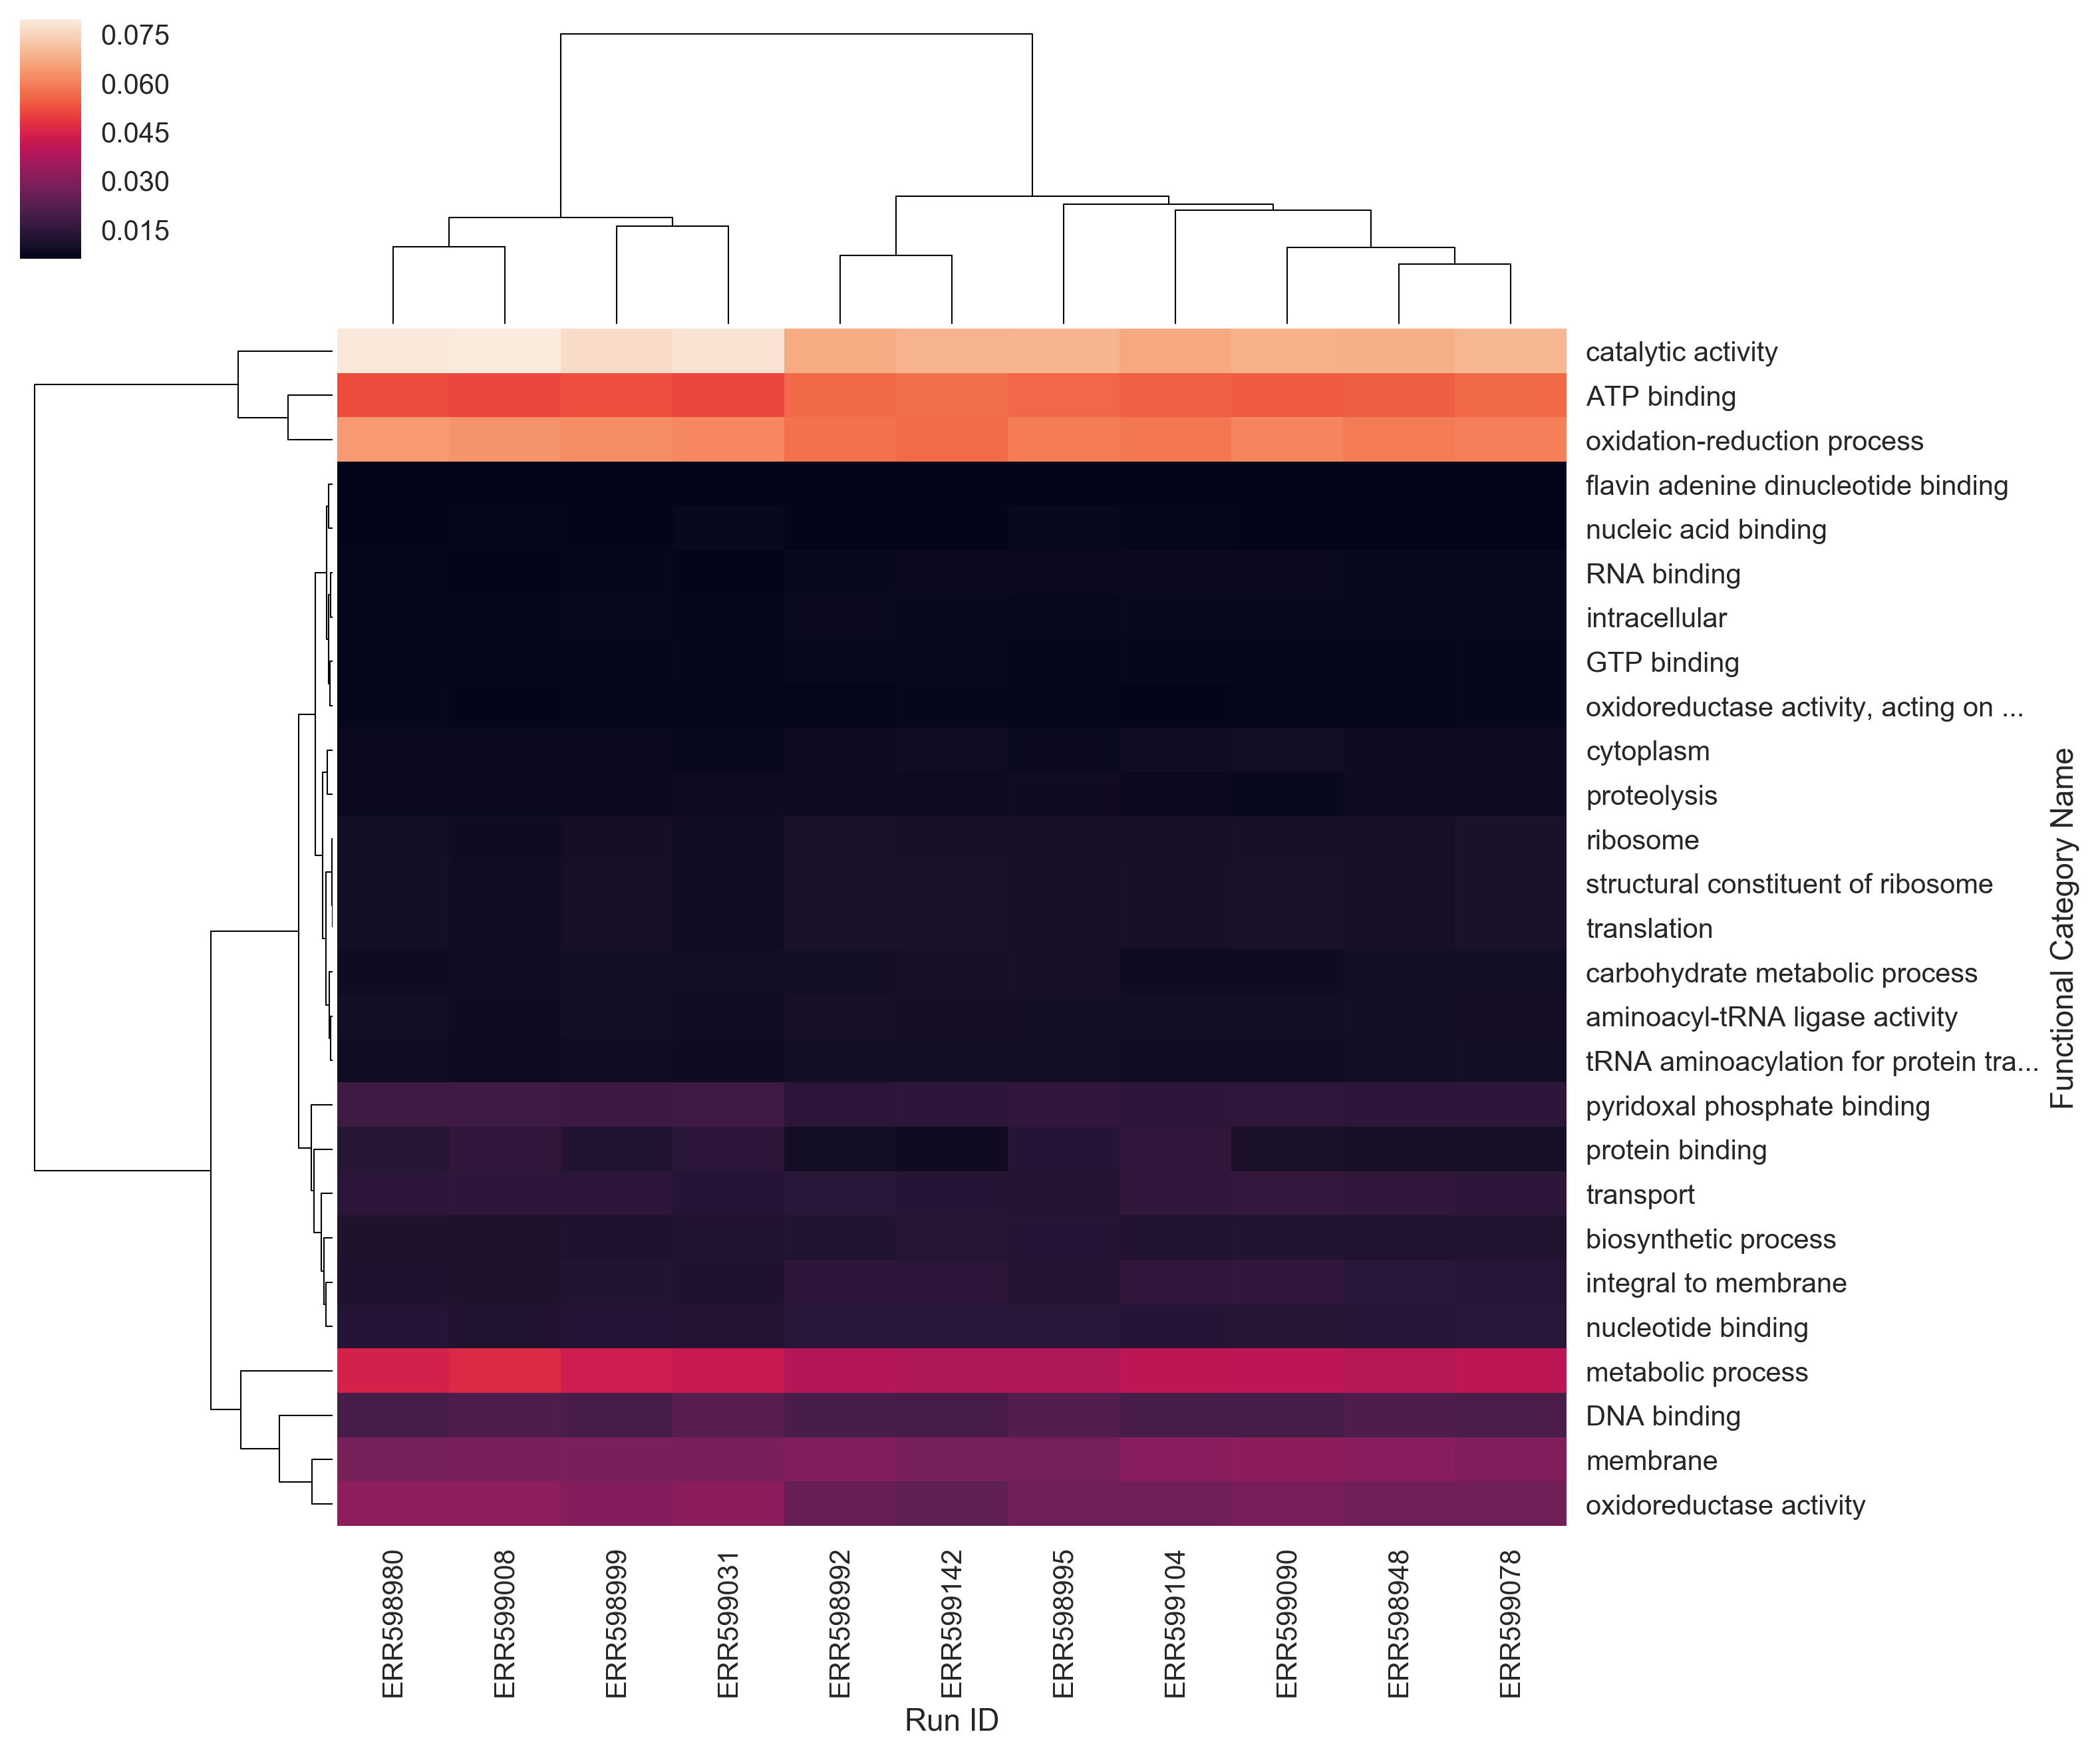 0.075
0.060
0.045
0.030
0.015
catalytic activity
ATP binding
oxidation-reduction process
flavin adenine dinucleotide binding
nucleic acid binding
RNA binding
intracellular
GTP binding
oxidoreductase activity, acting on ...
cytoplasm
proteolysis
ribosome
structural constituent of ribosome
translation
carbohydrate metabolic process
aminoacyl-tRNA ligase activity
tRNA aminoacylation for protein tra...
pyridoxal phosphate binding
protein binding
transport
biosynthetic process
integral to membrane
nucleotide binding
metabolic process
DNA binding
membrane
oxidoreductase activity
Functional Category Name
ERR598980
ERR599008
ERR598999
ERR599031
ERR598992
ERR599142
ERR598995
ERR599104
ERR599090
ERR598948
ERR599078
Run ID